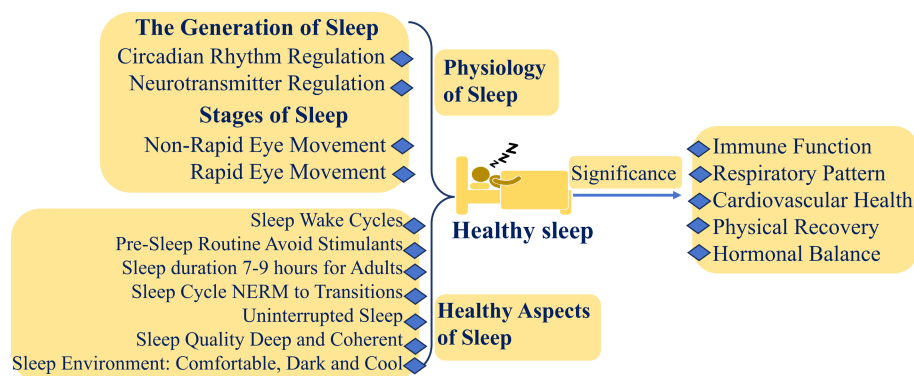 The Generation of Sleep
Circadian Rhythm Regulation
Neurotransmitter Regulation
Stages of Sleep
Non-Rapid Eye Movement
Rapid Eye Movement
Physiology
of Sleep
zzzz
Healthy sleep
Significance
Immune Function
Respiratory Pattern
Cardiovascular Health
Physical Recovery
Hormonal Balance
Sleep Wake Cycles
Pre-Sleep Routine Avoid Stimulants
Sleep duration 7-9 hours for Adults
Sleep Cycle NERM to Transitions
Uninterrupted Sleep
Sleep Quality Deep and Coherent
Sleep Environment: Comfortable, Dark and Cool
Healthy Aspects
of Sleep